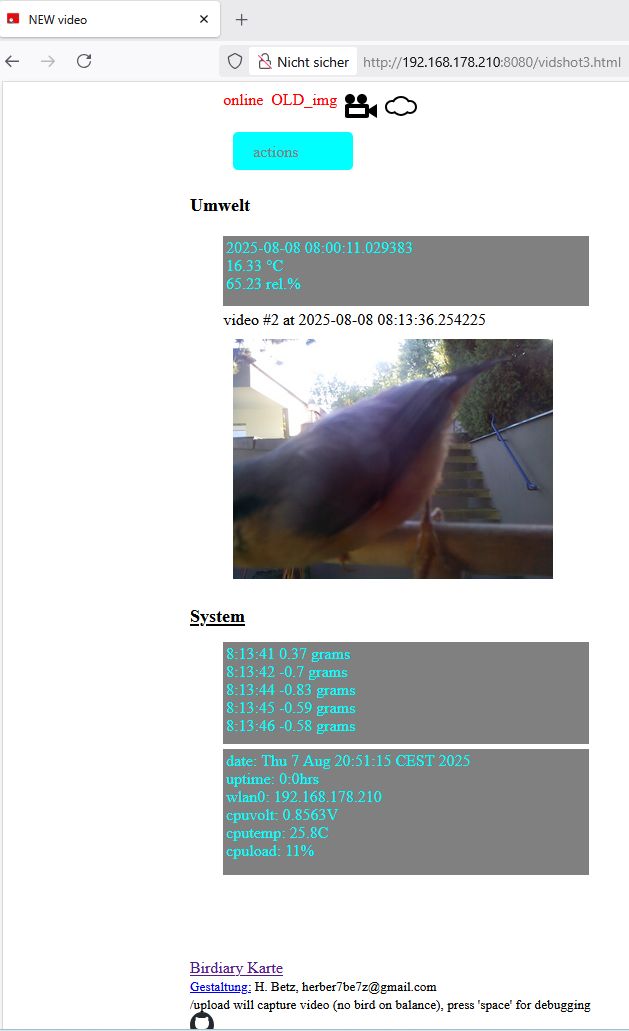 NEW video
Nicht sicher
http://192.168.178.210:8080/vidshot3.html
online OLD_img
actions
Umwelt
2025-08-08 08:00:11.029383
16.33 °C
65.23 rel.%
video #2 at 2025-08-08 08:13:36.254225
System
8:13:41 0.37 grams
8:13:42 -0.7 grams
8:13:44 -0.83 grams
8:13:45 -0.59 grams
8:13:46 -0.58 grams
date: Thu 7 Aug 20:51:15 CEST 2025
uptime: 0:0hrs
wlan0: 192.168.178.210
cpuvolt: 0.8563V
cputemp: 25.8C
cpuload: 11%
Birdiary Karte
Gestaltung: H. Betz, herber7be7z@gmail.com
/upload will capture video (no bird on balance), press 'space' for debugging